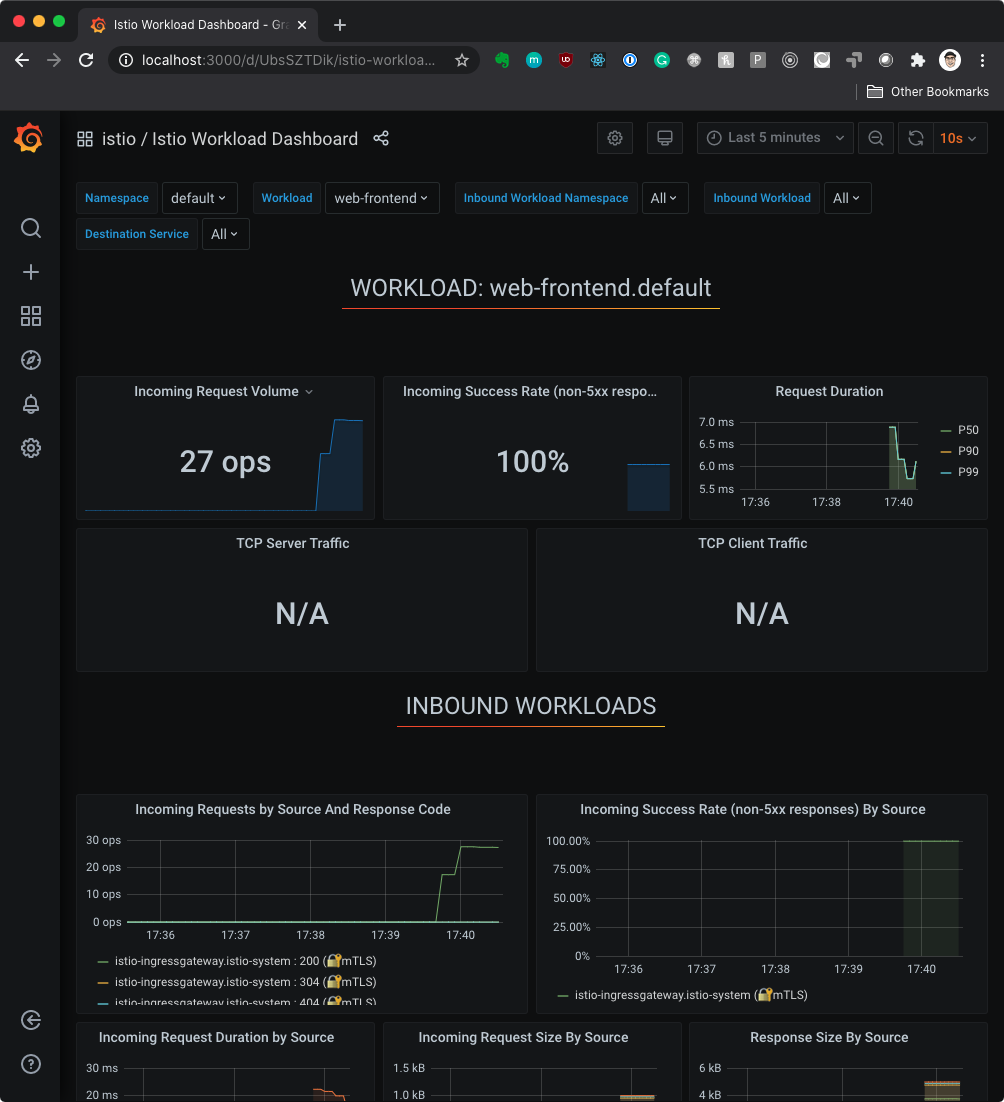 Istio Workload Dashboard - Gra
localhost:3000/d/UbsSZTDik/istio-workloa...
Other Bookmarks
istio / Istio Workload Dashboard
Last 5 minutes
10s
Namespace default Workload web-frontend Inbound Workload Namespace All Inbound Workload All
Destination Service All
WORKLOAD: web-frontend.default
Incoming Request Volume
27 ops
Incoming Success Rate (non-5xx respo...
100%
Request Duration
7.0 ms
6.5 ms
6.0 ms
5.5 ms
17:36 17:38 17:40
P50
P90
P99
TCP Server Traffic
N/A
TCP Client Traffic
N/A
INBOUND WORKLOADS
Incoming Requests by Source And Response Code
30 ops
20 ops
10 ops
0 ops
17:36 17:37 17:38 17:39 17:40
istio-ingressgateway.istio-system : 200 (🔐mTLS)
istio-ingressgateway.istio-system : 304 (🔐mTLS)
istio-ingressgateway.istio-system : 404 (🔐mTLS)
Incoming Success Rate (non-5xx responses) By Source
100.00%
75.00%
50.00%
25.00%
0%
17:36 17:37 17:38 17:39 17:40
istio-ingressgateway.istio-system (🔐mTLS)
Incoming Request Duration by Source
30 ms
20 ms
Incoming Request Size By Source
1.5 kB
1.0 kB
Response Size By Source
6 kB
4 kB